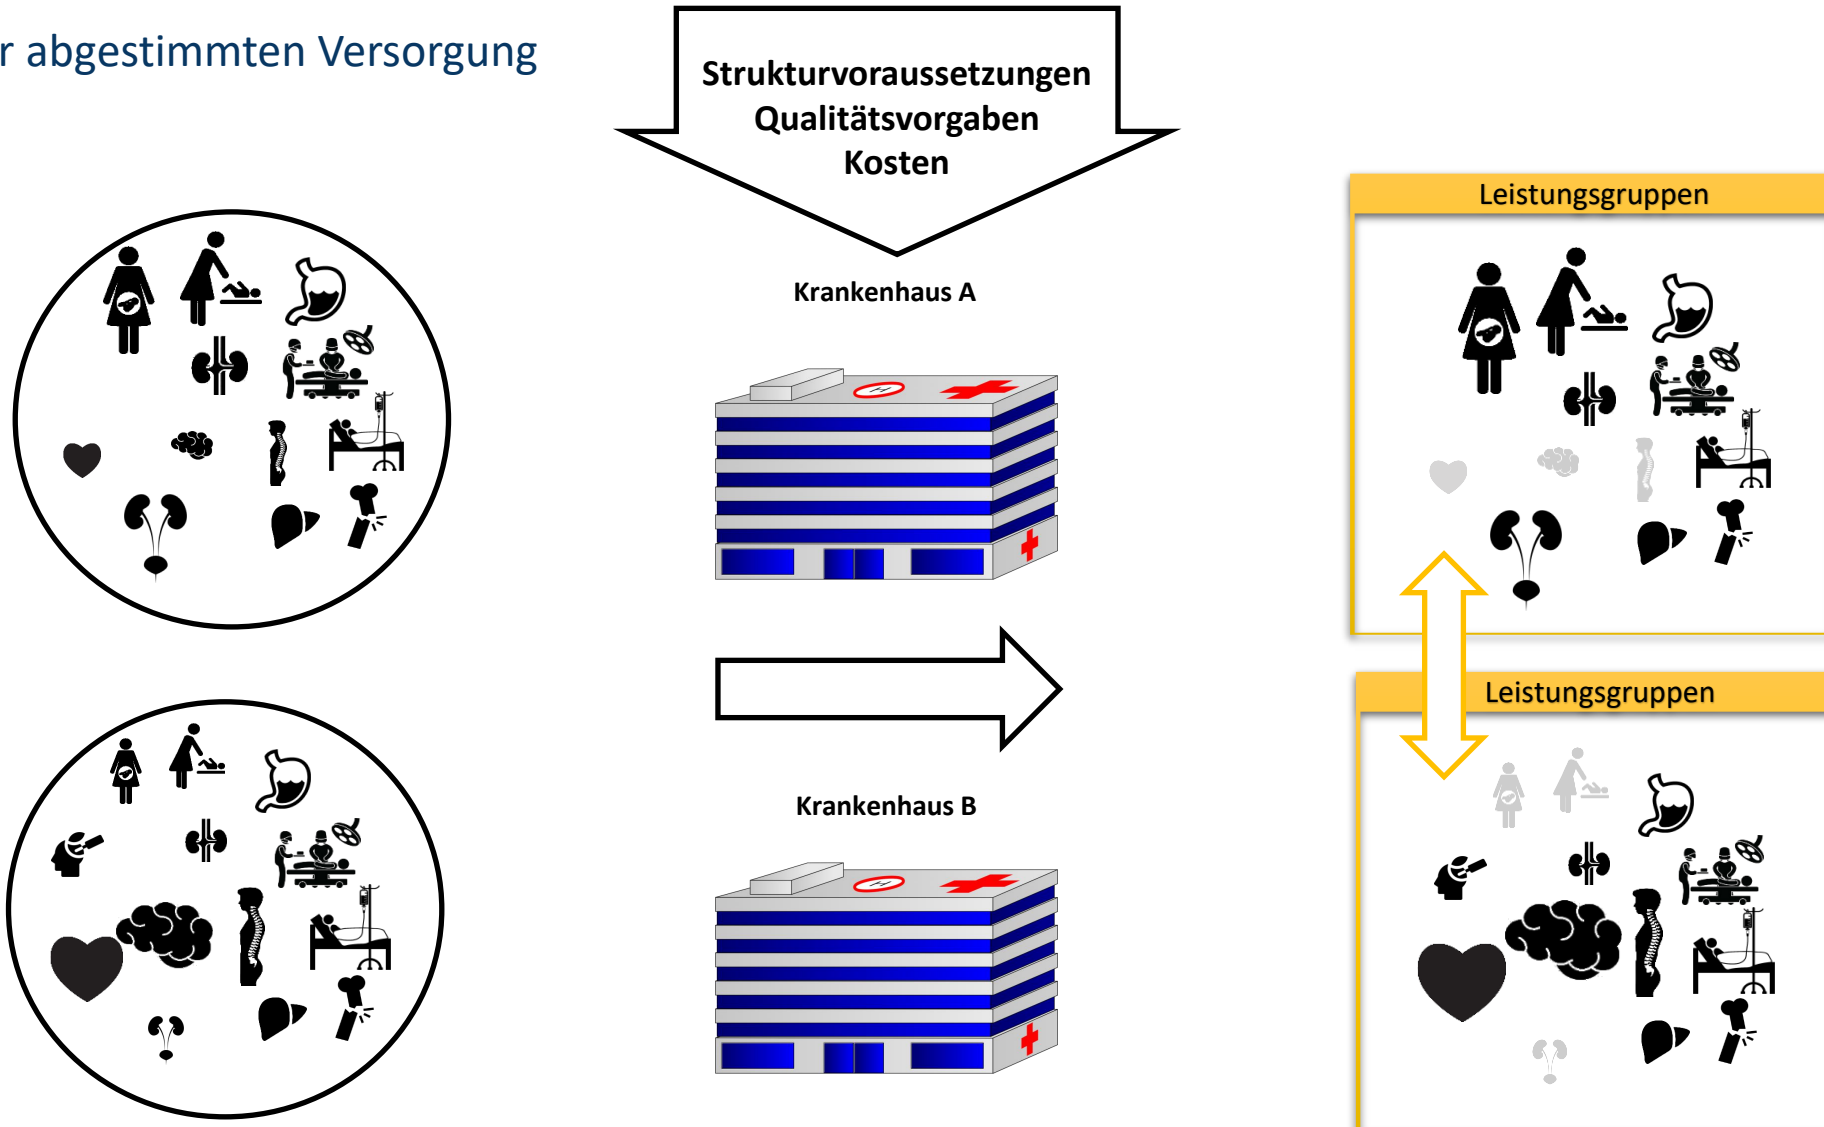 r abgestimmten Versorgung
Strukturvoraussetzungen
Qualitätsvorgaben
Kosten
Krankenhaus A
Leistungsgruppen
Leistungsgruppen
Krankenhaus B